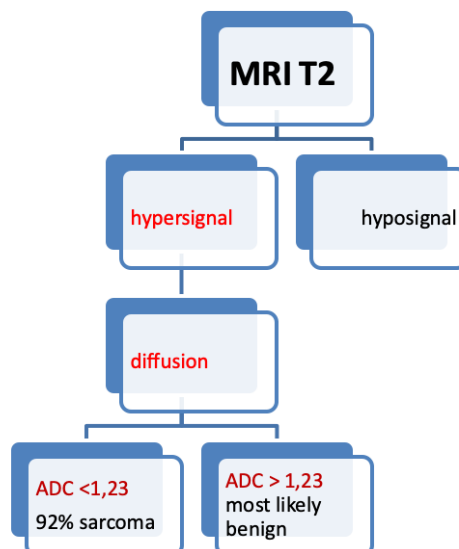 MRI T2
hypersignal
hyposignal
diffusion
ADC <1,23
92% sarcoma
ADC > 1,23
most likely
benign